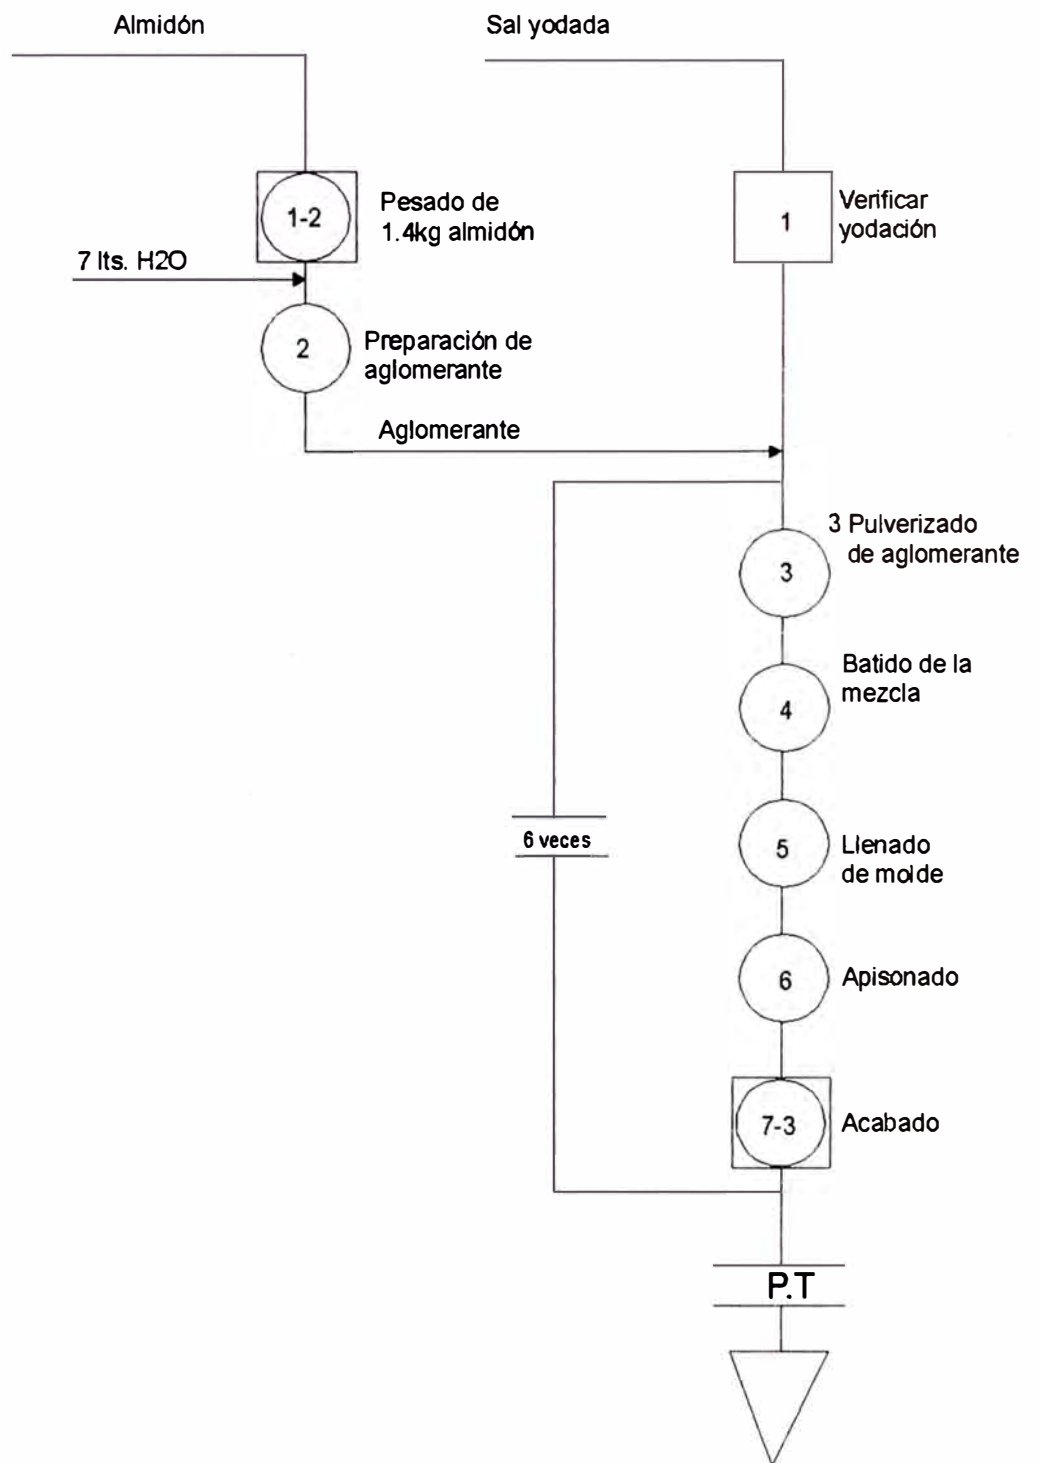 Almidón
Sal yodada
1-2
Pesado de
1.4kg almidón
1
Verificar
yodación
7 lts. H2O
2
Preparación de
aglomerante
Aglomerante
3 Pulverizado
de aglomerante
3
Batido de la
mezcla
4
6 veces
5
Llenado
de molde
6
Apisonado
7-3
Acabado
P.T